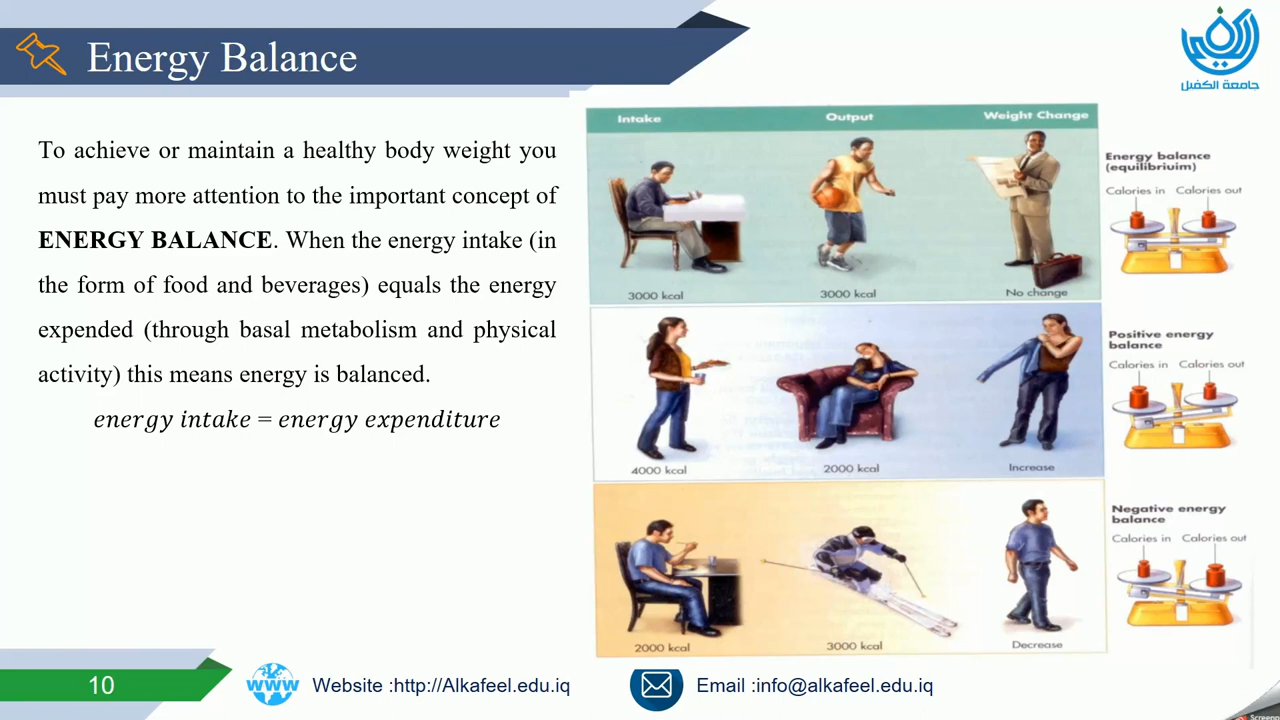 Energy Balance
جامعة الكفيل
To achieve or maintain a healthy body weight you
must pay more attention to the important concept of
ENERGY BALANCE. When the energy intake (in
the form of food and beverages) equals the energy
expended (through basal metabolism and physical
activity) this means energy is balanced.
energy intake = energy expenditure
Intake Output Weight Change
3000 kcal 3000 kcal No change
Energy balance
(equilibriuim)
Calories in Calories out
4000 kcal 2000 kcal Increase
Positive energy
balance
Calories in Calories out
2000 kcal 3000 kcal Decrease
Negative energy
balance
Calories in Calories out
10
WWW
Website :http://Alkafeel.edu.iq
Email :info@alkafeel.edu.iq